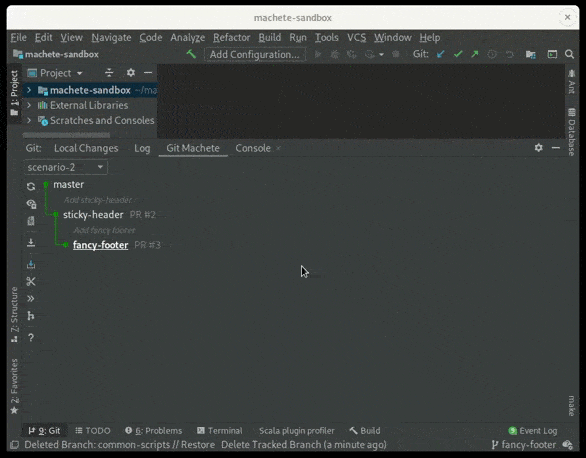 machete-sandbox
File Edit View Navigate Code Analyze Refactor Build Run Tools VCS Window Help
machete-sandbox Add Configuration... Git:
1: Project
Project
machete-sandbox ~/ma
External Libraries
Scratches and Consoles
Ant
Database
Git: Local Changes Log Git Machete Console
scenario-2
master
Add sticky-header
sticky-header PR #2
Add fancy footer
fancy-footer PR #3
7: Structure
2: Favorites
make
9: Git TODO 6: Problems Terminal Scala plugin profiler Build Event Log
Deleted Branch: common-scripts // Restore Delete Tracked Branch (a minute ago) fancy-footer